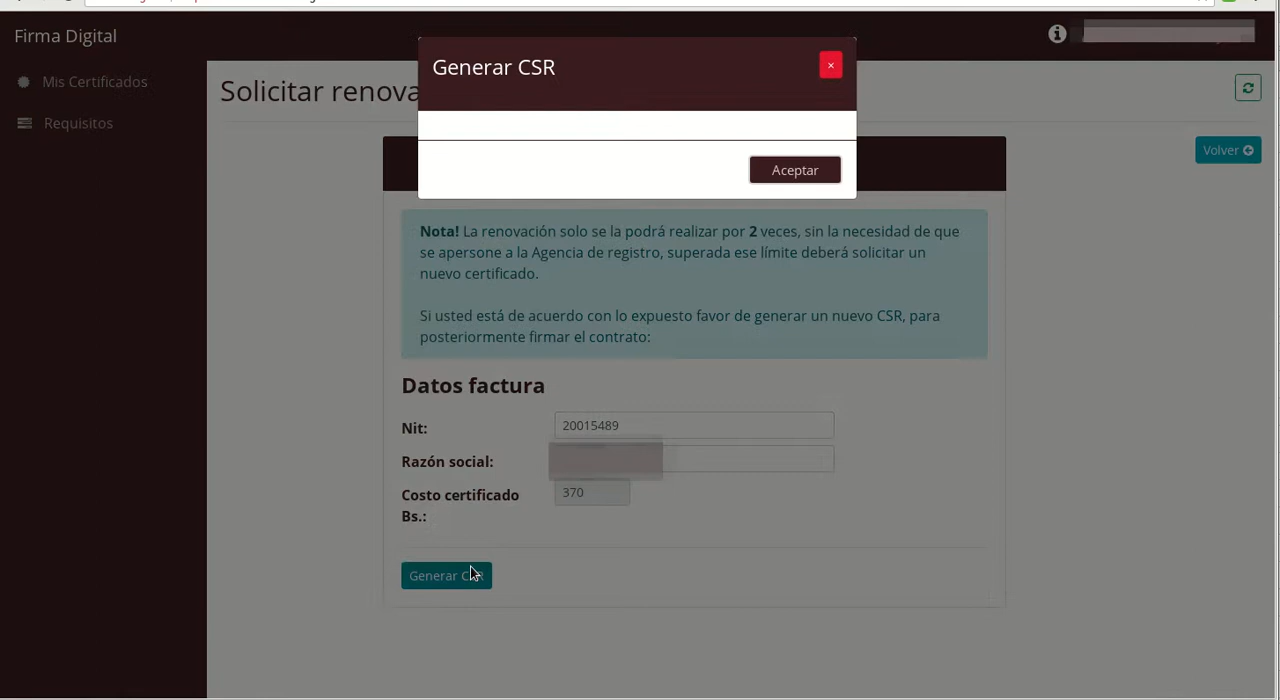 Firma Digital
Generar CSR
×
Mis Certificados
Solicitar renova
Requisitos
Volver
Aceptar
Nota! La renovación solo se la podrá realizar por 2 veces, sin la necesidad de que
se apersone a la Agencia de registro, superada ese límite deberá solicitar un
nuevo certificado.
Si usted está de acuerdo con lo expuesto favor de generar un nuevo CSR, para
posteriormente firmar el contrato:
Datos factura
Nit:
20015489
Razón social:
Costo certificado
Bs.:
370
Generar CSR